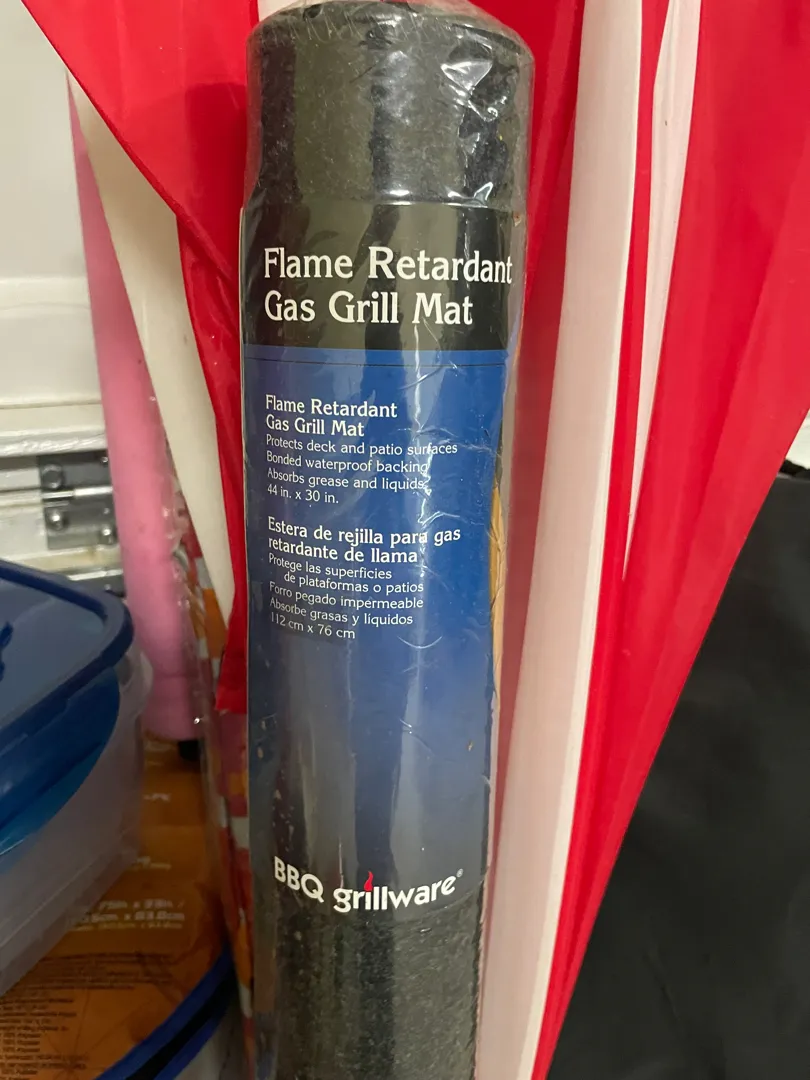 Flame Retardant
Gas Grill Mat
Flame Retardant
Gas Grill Mat
Protects deck and patio surfaces
Bonded waterproof backing
Absorbs grease and liquids
44 in. x 30 in.
Estera de rejilla para gas
retardante de llama
Protege las superficies
de plataformas o patios
Forro pegado impermeable
Absorbe grasas y líquidos
112 cm x 76 cm
BBQ grillware®